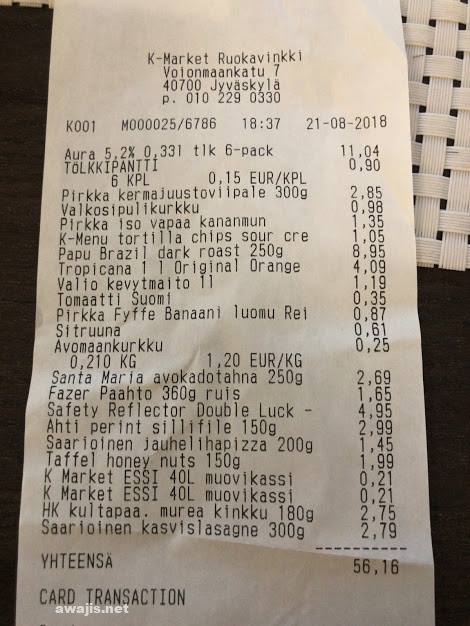 K-Market Ruokavinkki
Voionmaankatu 7
40700 Jyväskylä
p. 010 229 0330
K001 M000025/6786 18:37 21-08-2018
Aura 5,2% 0,33l tlk 6-pack 11,04
TÖLKKIPANTTI 0,90
6 KPL 0,15 EUR/KPL
Pirkka kermajuustoviipale 300g 2,85
Valkosipulikurkku 0,98
Pirkka iso vapaa kananmun 1,35
K-Menu tortilla chips sour cre 1,05
Papu Brazil dark roast 250g 8,95
Tropicana 1 l Original Orange 4,09
Valio kevytmaito 1l 1,19
Tomaatti Suomi 0,35
Pirkka Fyffe Banaani luomu Rei 0,87
Sitruuna 0,61
Avomaankurkku 0,25
0,210 KG 1,20 EUR/KG
Santa Maria avokadotahna 250g 2,69
Fazer Paahto 360g ruis 1,65
Safety Reflector Double Luck - 4,95
Ahti perint sillifile 150g 2,99
Saarioinen jauhelihapizza 200g 1,45
Taffel honey nuts 150g 1,99
K Market ESSI 40L muovikassi 0,21
K Market ESSI 40L muovikassi 0,21
HK kultapaa. murea kinkku 180g 2,75
Saarioinen kasvislasagne 300g 2,79
----------
YHTEENSÄ 56,16
CARD TRANSACTION
awajis.net